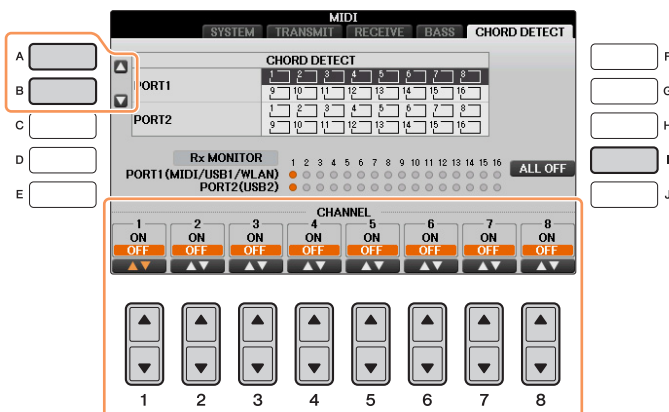 MIDI
SYSTEM TRANSMIT RECEIVE BASS CHORD DETECT
CHORD DETECT
A
B
C
D
E
F
G
H
I
J
PORT1
1 2 3 4 5 6 7 8
9 10 11 12 13 14 15 16
PORT2
1 2 3 4 5 6 7 8
9 10 11 12 13 14 15 16
Rx MONITOR 1 2 3 4 5 6 7 8 9 10 11 12 13 14 15 16
PORT1(MIDI/USB1/WLAN)
PORT2(USB2)
ALL OFF
CHANNEL
1 2 3 4 5 6 7 8
ON ON ON ON ON ON ON ON
OFF OFF OFF OFF OFF OFF OFF OFF
1 2 3 4 5 6 7 8